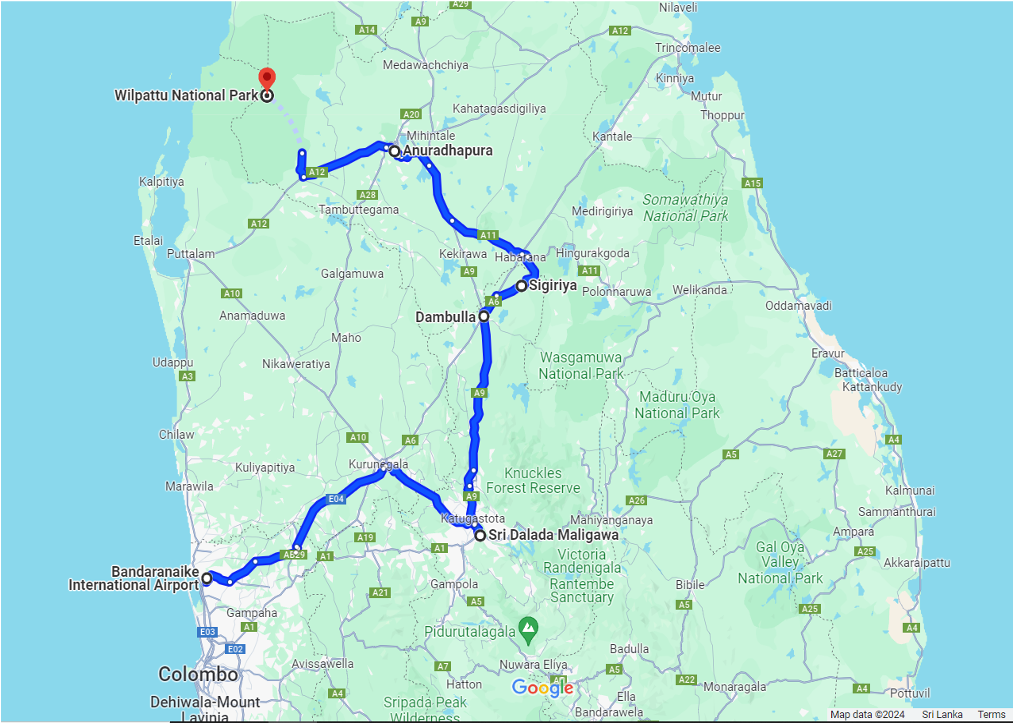 Nilaveli
A29
A14
A9
A12
Trincomalee
Medawachchiya
Kinniya
Wilpattu National Park
Mutur
Kahatagasdigiliya
A20
Thoppur
Mihintale
Kantale
Anuradhapura
A12
Kalpitiya
A15
A28
Somawathiya
National Park
Tambuttegama
Medirigiriya
A12
A11
Etalai
Puttalam
Kekirawa
Habarana
Hingurakgoda
Galgamuwa
A9
A11
Sigiriya
Polonnaruwa
Welikanda
A10
A6
Oddamavadi
Anamaduwa
Dambulla
Maho
Eravur
Udappu
Nikaweratiya
Wasgamuwa
National Park
Batticaloa
Kattankudy
A3
A9
Maduru Oya
National Park
Chilaw
A10
A6
A4
A5
A27
Kuliyapitiya
Kurunegala
Knuckles
Forest Reserve
Marawila
Kalmunai
E04
A9
A26
Sammanthurai
Katugastota
Mahiyanganaya
Sri Dalada Maligawa
Ampara
A19
A1
A25
AB29
A1
Victoria
Randenigala
Rantembe
Sanctuary
Gal Oya
Valley
National Park
Akkaraipattu
Bandaranaike
International Airport
Gampola
Bibile
A21
A5
A5
A25
Gampaha
A1
E03
Pidurutalagala
A4
E02
Badulla
Avissawella
A7
Nuwara Eliya
A5
Colombo
Hatton
Google
A22
Monaragala
A4
A4
Pottuvil
Dehiwala-Mount
Lavinia
Sripada Peak
Wilderness
Ella
Bandarawela
Map data ©2024
Sri Lanka
Terms